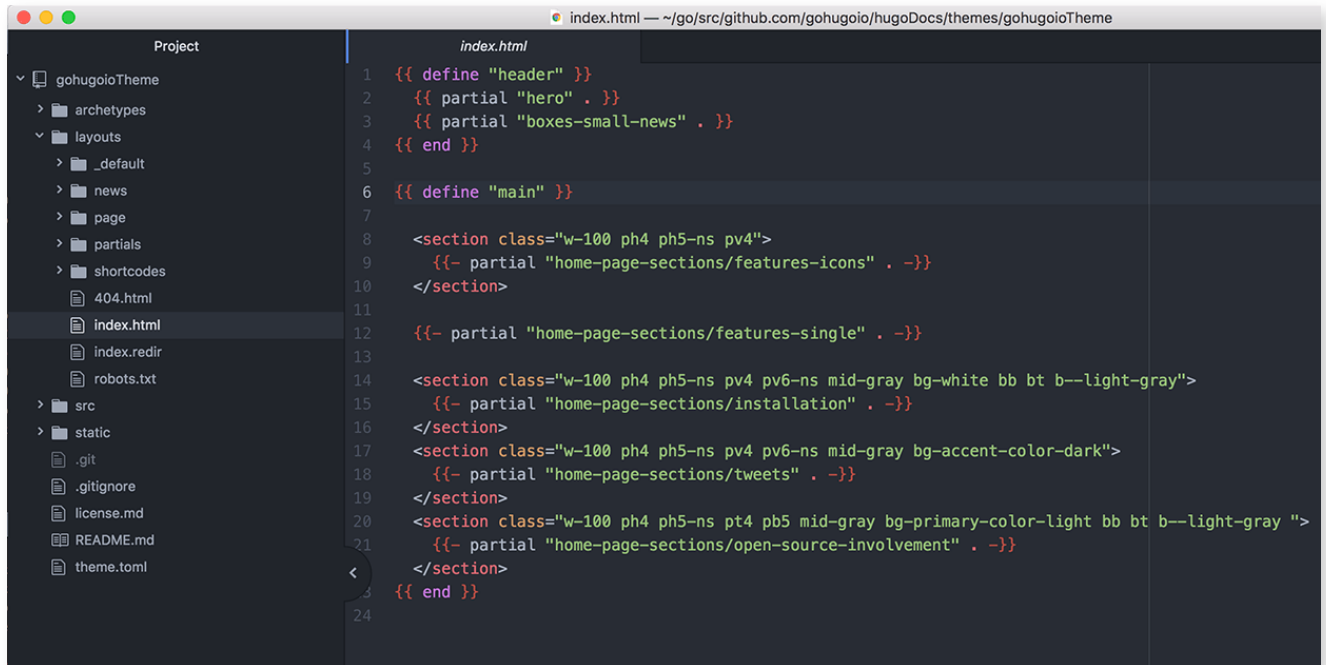 index.html — ~/go/src/github.com/gohugoio/hugoDocs/themes/gohugoioTheme
Project
gohugoioTheme
archetypes
layouts
_default
news
page
partials
shortcodes
404.html
index.html
index.redir
robots.txt
src
static
.git
.gitignore
license.md
README.md
theme.toml
index.html
1 {{ define "header" }}
2 {{ partial "hero" . }}
3 {{ partial "boxes-small-news" . }}
4 {{ end }}
5
6 {{ define "main" }}
7
8 <section class="w-100 ph4 ph5-ns pv4">
9 {{- partial "home-page-sections/features-icons" . -}}
10 </section>
11
12 {{- partial "home-page-sections/features-single" . -}}
13
14 <section class="w-100 ph4 ph5-ns pv4 pv6-ns mid-gray bg-white bb bt b--light-gray">
15 {{- partial "home-page-sections/installation" . -}}
16 </section>
17 <section class="w-100 ph4 ph5-ns pv4 pv6-ns mid-gray bg-accent-color-dark">
18 {{- partial "home-page-sections/tweets" . -}}
19 </section>
20 <section class="w-100 ph4 ph5-ns pt4 pb5 mid-gray bg-primary-color-light bb bt b--light-gray ">
21 {{- partial "home-page-sections/open-source-involvement" . -}}
</section>
3 {{ end }}
24